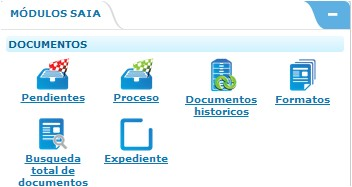 MÓDULOS SAIA
DOCUMENTOS
Pendientes
Proceso
Documentos
historicos
Formatos
Busqueda
total de
documentos
Expediente